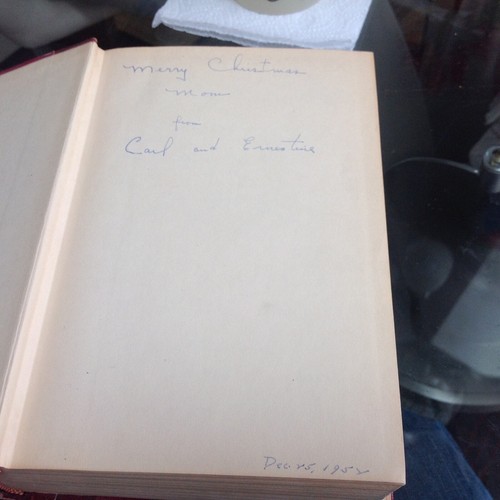 Merry Christmas
Mom
from
Carl and Ernestine
Dec 25, 1952